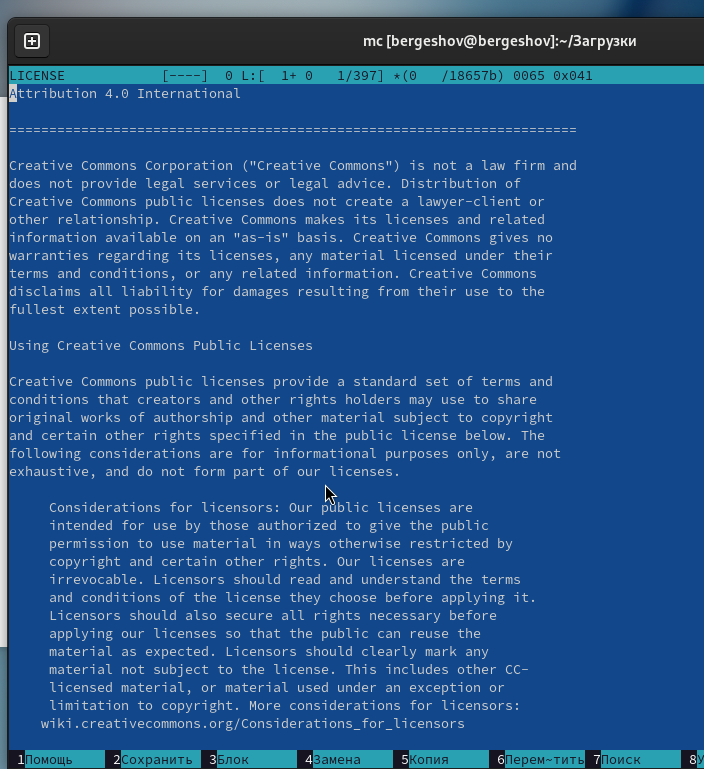 mc [bergeshov@bergeshov]:~/Загрузки
LICENSE [----] 0 L:[ 1+ 0 1/397] *(0 /18657b) 0065 0x041
Attribution 4.0 International
=======================================================================
Creative Commons Corporation ("Creative Commons") is not a law firm and
does not provide legal services or legal advice. Distribution of
Creative Commons public licenses does not create a lawyer-client or
other relationship. Creative Commons makes its licenses and related
information available on an "as-is" basis. Creative Commons gives no
warranties regarding its licenses, any material licensed under their
terms and conditions, or any related information. Creative Commons
disclaims all liability for damages resulting from their use to the
fullest extent possible.
Using Creative Commons Public Licenses
Creative Commons public licenses provide a standard set of terms and
conditions that creators and other rights holders may use to share
original works of authorship and other material subject to copyright
and certain other rights specified in the public license below. The
following considerations are for informational purposes only, are not
exhaustive, and do not form part of our licenses.
Considerations for licensors: Our public licenses are
intended for use by those authorized to give the public
permission to use material in ways otherwise restricted by
copyright and certain other rights. Our licenses are
irrevocable. Licensors should read and understand the terms
and conditions of the license they choose before applying it.
Licensors should also secure all rights necessary before
applying our licenses so that the public can reuse the
material as expected. Licensors should clearly mark any
material not subject to the license. This includes other CC-
licensed material, or material used under an exception or
limitation to copyright. More considerations for licensors:
wiki.creativecommons.org/Considerations_for_licensors
1Помощь 2Сохранить 3Блок 4Замена 5Копия 6Перем~тить 7Поиск 8